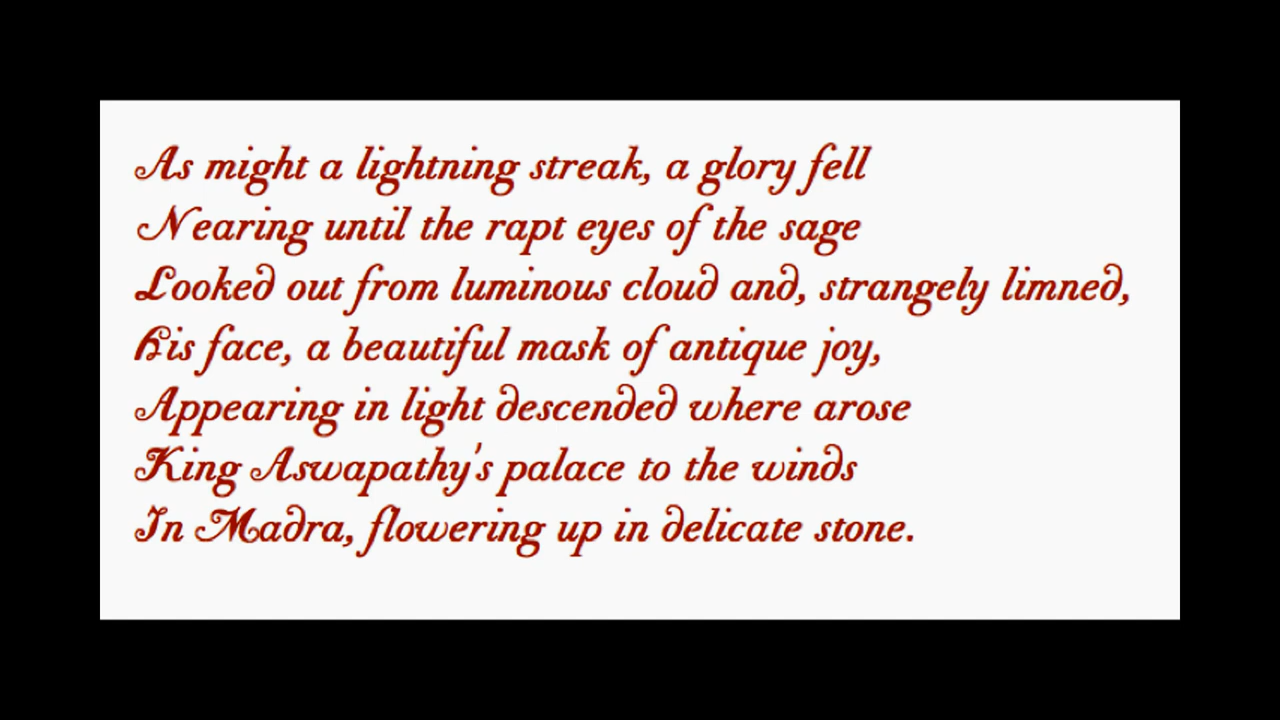 As might a lightning streak, a glory fell
Nearing until the rapt eyes of the sage
Looked out from luminous cloud and, strangely limned,
His face, a beautiful mask of antique joy,
Appearing in light descended where arose
King Aswapathy's palace to the winds
In Madra, flowering up in delicate stone.